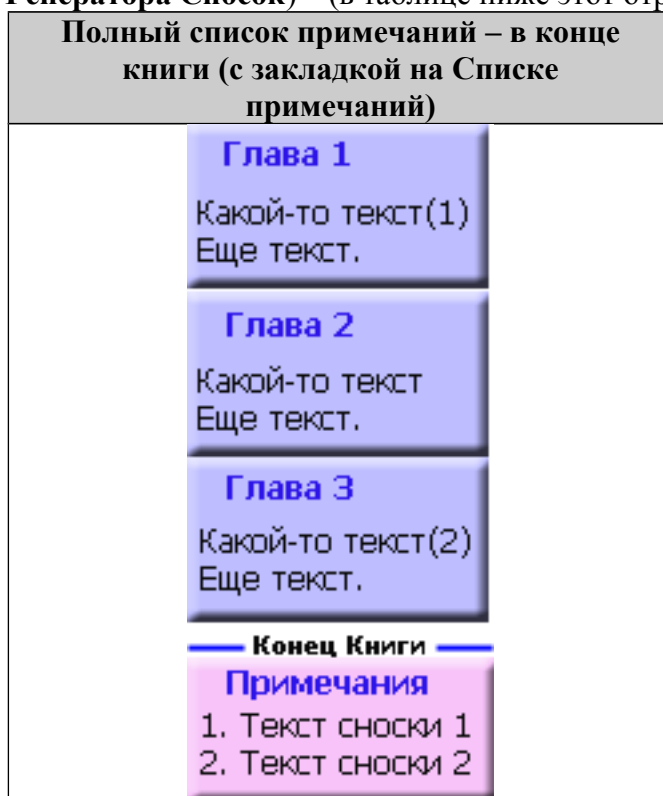 Генератора Сносок) – (в таблице ниже этот отр
Полный список примечаний – в конце
книги (с закладкой на Списке
примечаний)
Глава 1
Какой-то текст(1)
Еще текст.
Глава 2
Какой-то текст
Еще текст.
Глава 3
Какой-то текст(2)
Еще текст.
Конец Книги
Примечания
1. Текст сноски 1
2. Текст сноски 2